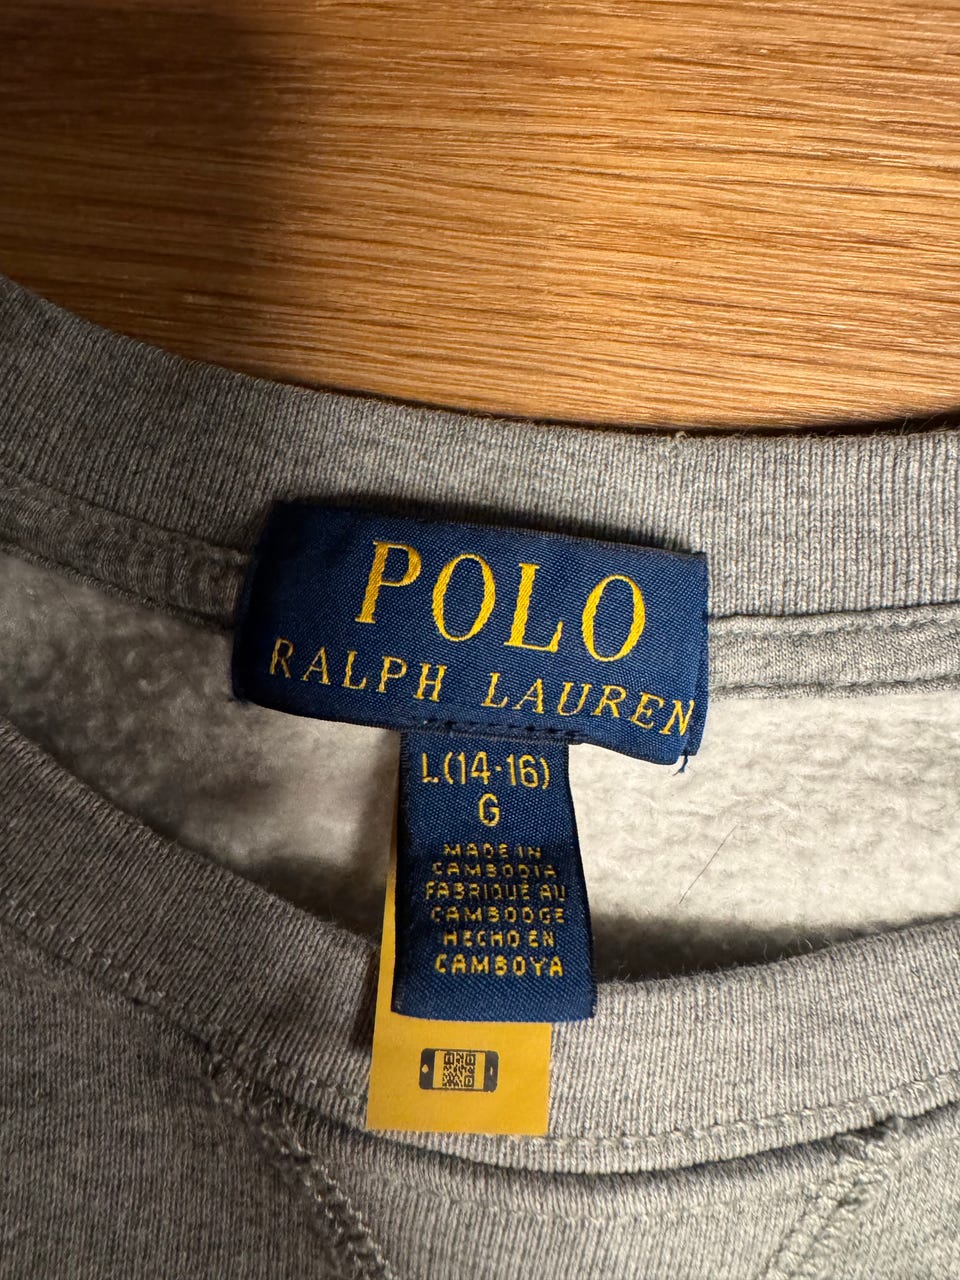 POLO
RALPH LAUREN
L(14-16)
G
MADE IN
CAMBODIA
FABRIQUÉ AU
CAMBODGE
HECHO EN
CAMBOYA